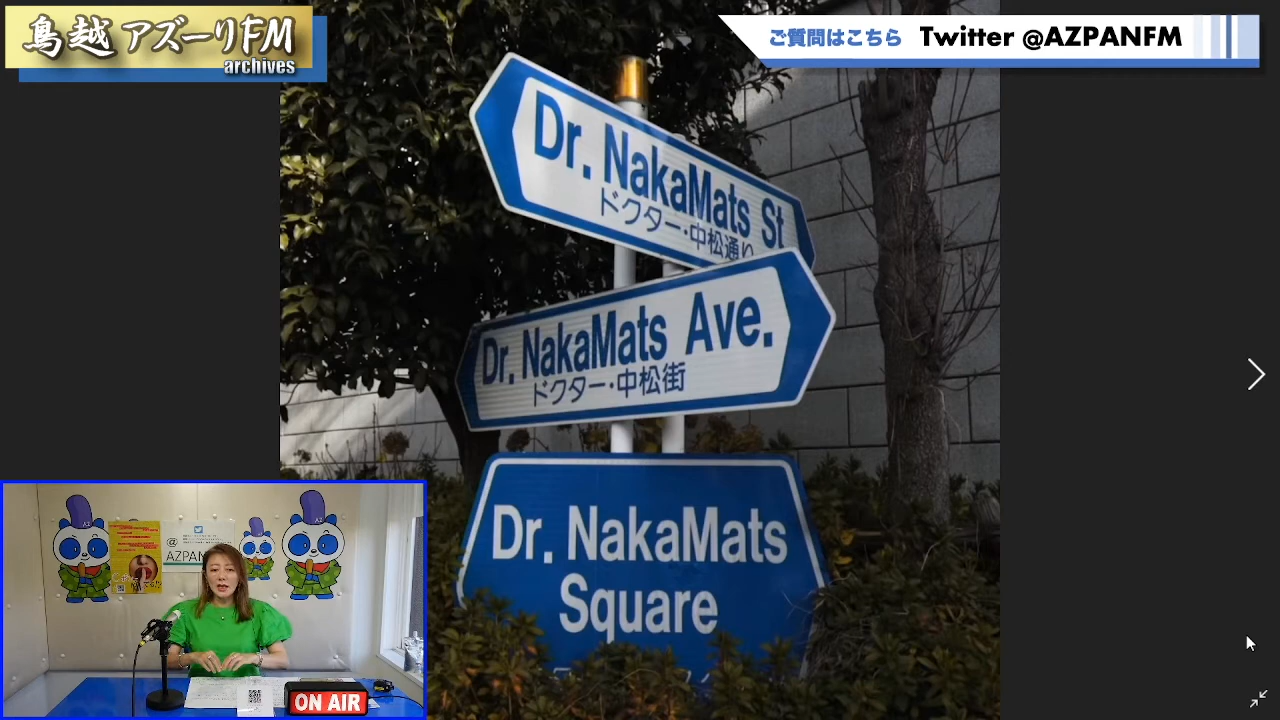 鳥越アズーリFM
archives
ご質問はこちら Twitter @AZPANFM
Dr. NakaMats St
ドクター・中松通り
Dr. NakaMats Ave.
ドクター・中松街
Dr. NakaMats
Square
@
AZPAN
ON AIR